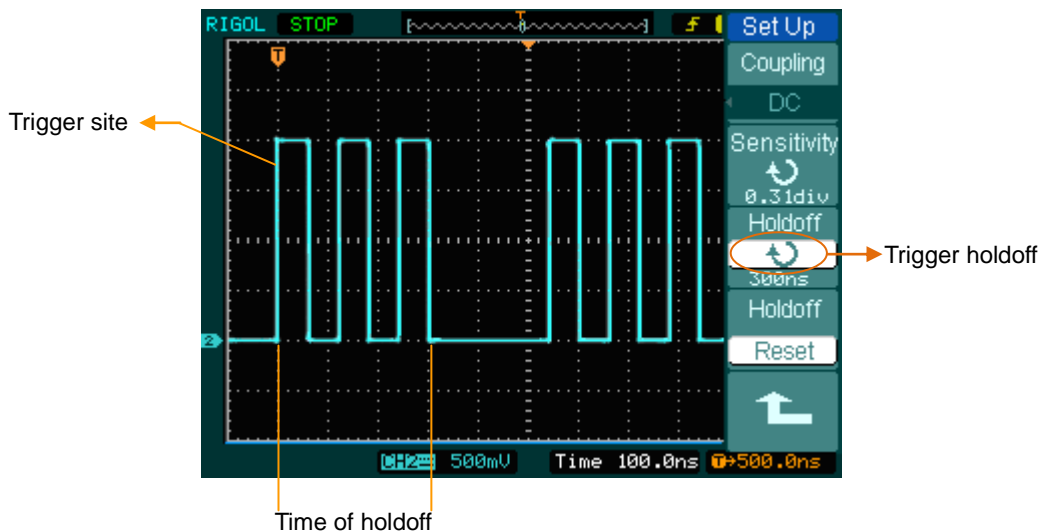 RIGOL STOP T Set Up
T
Coupling
DC
Trigger site
Sensitivity
0.31div
Holdoff
Trigger holdoff
300ns
Holdoff
2
Reset
CH2 500mV Time 100.0ns T→500.0ns
Time of holdoff